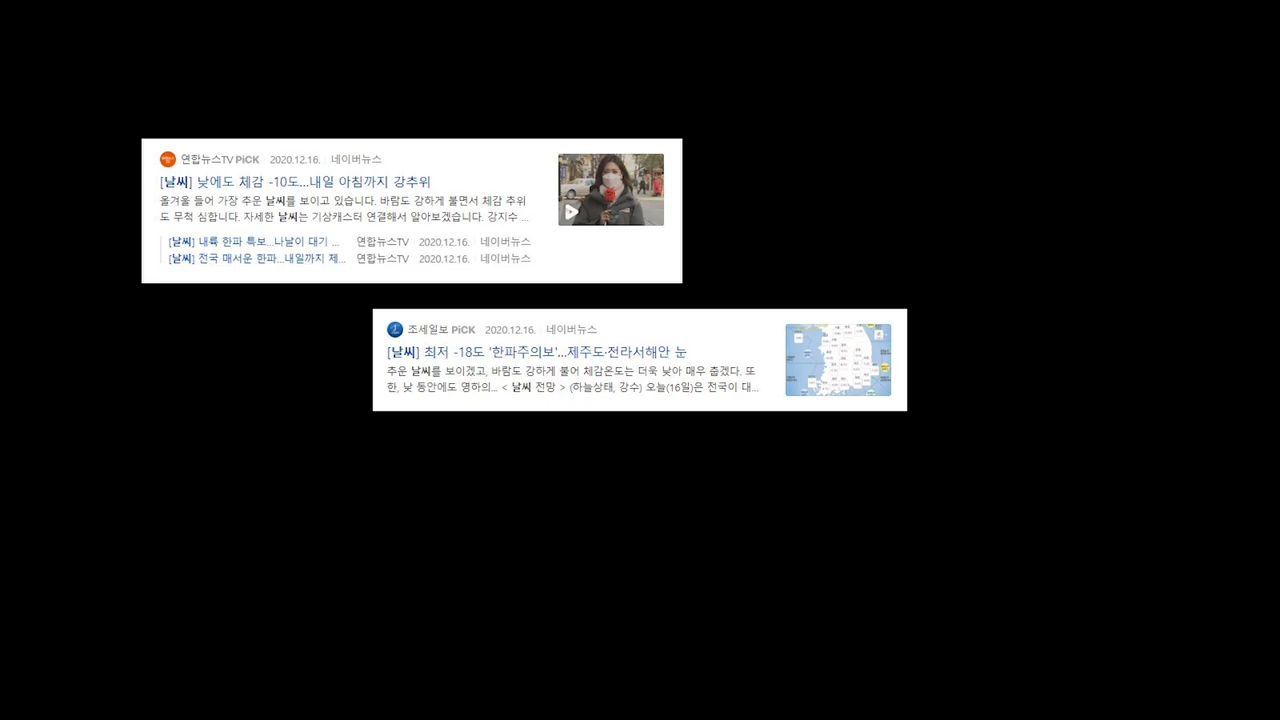 연합뉴스TV PiCK 2020.12.16. 네이버뉴스
[날씨] 낮에도 체감 -10도...내일 아침까지 강추위
올겨울 들어 가장 추운 날씨를 보이고 있습니다. 바람도 강하게 불면서 체감 추위
도 무척 심합니다. 자세한 날씨는 기상캐스터 연결해서 알아보겠습니다. 강지수 ...
[날씨] 내륙 한파 특보...나날이 대기 ... 연합뉴스TV 2020.12.16. 네이버뉴스
[날씨] 전국 매서운 한파...내일까지 제... 연합뉴스TV 2020.12.16. 네이버뉴스
조세일보 PiCK 2020.12.16. 네이버뉴스
[날씨] 최저 -18도 '한파주의보'...제주도·전라서해안 눈
추운 날씨를 보이겠고, 바람도 강하게 불어 체감온도는 더욱 낮아 매우 춥겠다. 또
한, 낮 동안에도 영하의... < 날씨 전망 > (하늘상태, 강수) 오늘(16일)은 전국이 대...